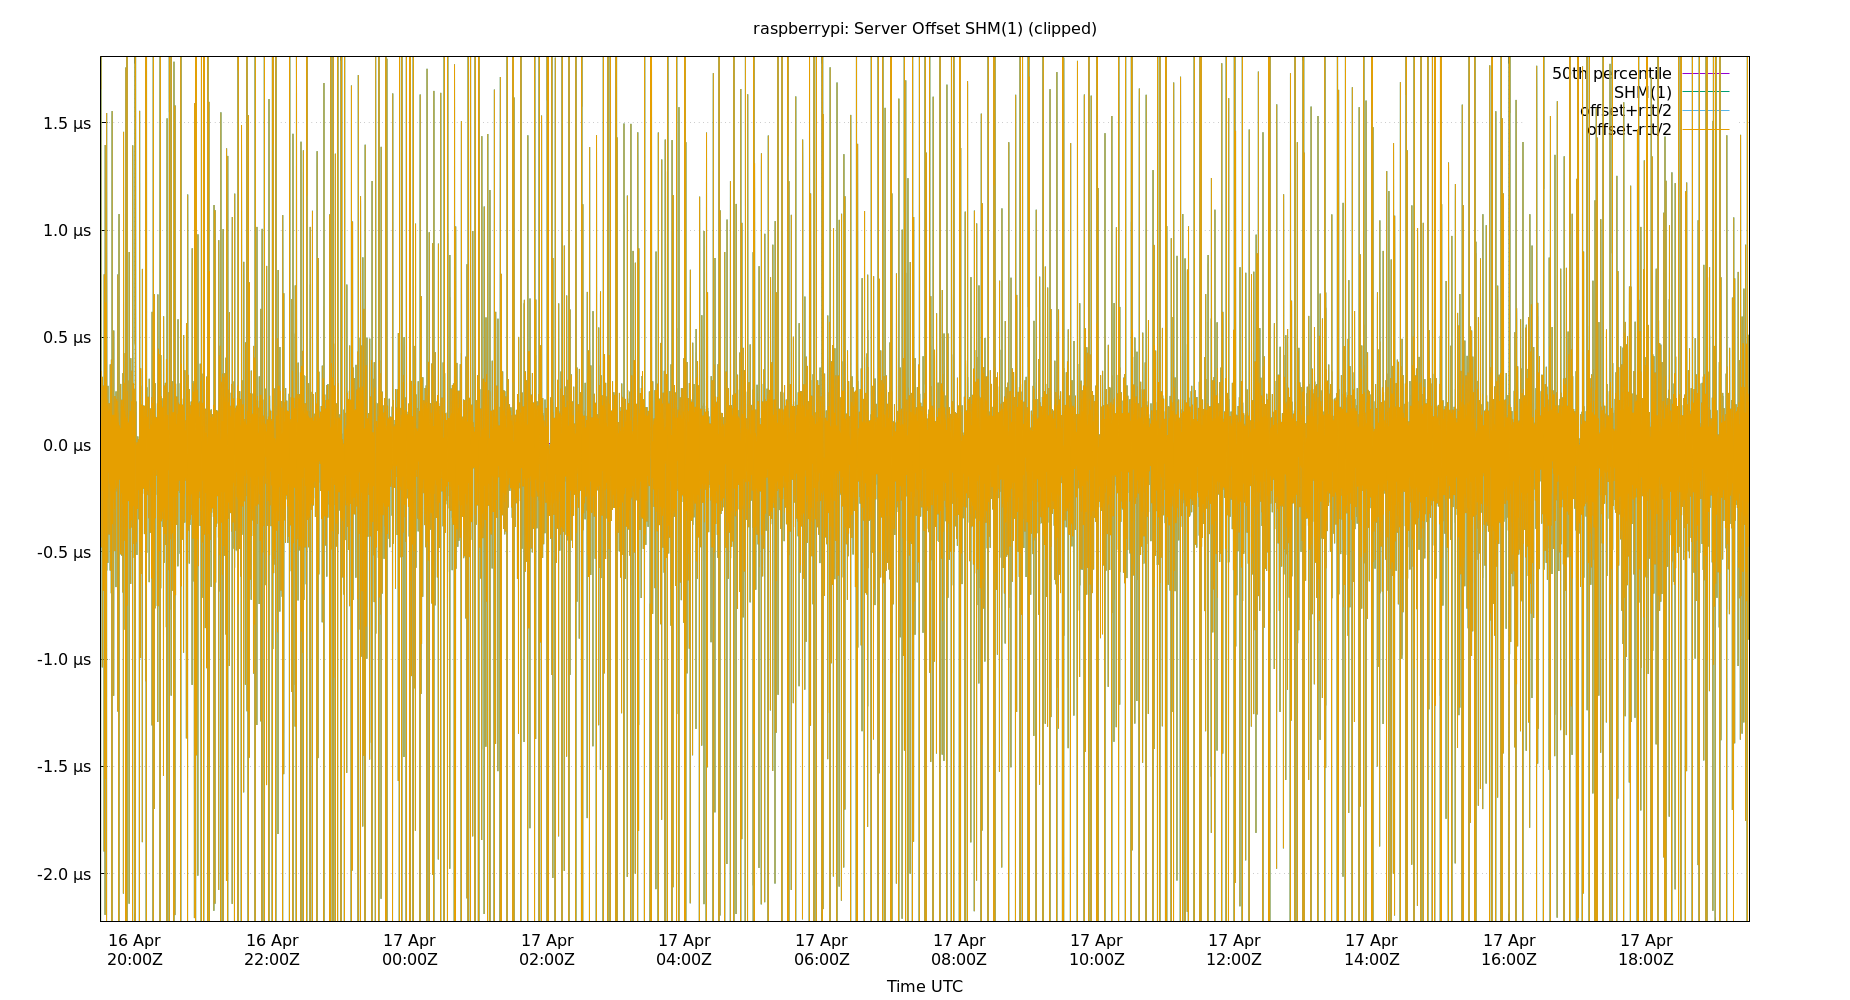 raspberrypi: Server Offset SHM(1) (clipped)
50th percentile
SHM(1)
offset+rtt/2
offset-rtt/2
1.5 µs
1.0 µs
0.5 µs
0.0 µs
-0.5 µs
-1.0 µs
-1.5 µs
-2.0 µs
16 Apr 16 Apr 17 Apr 17 Apr 17 Apr 17 Apr 17 Apr 17 Apr 17 Apr 17 Apr 17 Apr 17 Apr
20:00Z 22:00Z 00:00Z 02:00Z 04:00Z 06:00Z 08:00Z 10:00Z 12:00Z 14:00Z 16:00Z 18:00Z
Time UTC